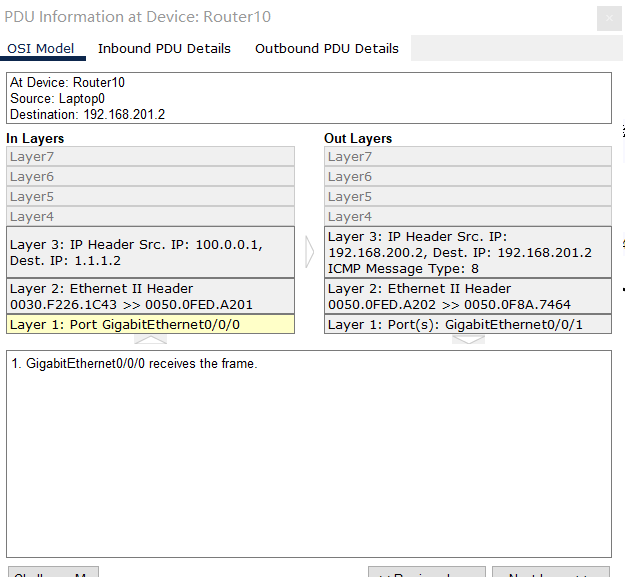 PDU Information at Device: Router10
OSI Model Inbound PDU Details Outbound PDU Details
At Device: Router10
Source: Laptop0
Destination: 192.168.201.2
In Layers
Layer7
Layer6
Layer5
Layer4
Layer 3: IP Header Src. IP: 100.0.0.1,
Dest. IP: 1.1.1.2
Layer 2: Ethernet II Header
0030.F226.1C43 >> 0050.0FED.A201
Layer 1: Port GigabitEthernet0/0/0
Out Layers
Layer7
Layer6
Layer5
Layer4
Layer 3: IP Header Src. IP:
192.168.200.2, Dest. IP: 192.168.201.2
ICMP Message Type: 8
Layer 2: Ethernet II Header
0050.0FED.A202 >> 0050.0F8A.7464
Layer 1: Port(s): GigabitEthernet0/0/1
1. GigabitEthernet0/0/0 receives the frame.